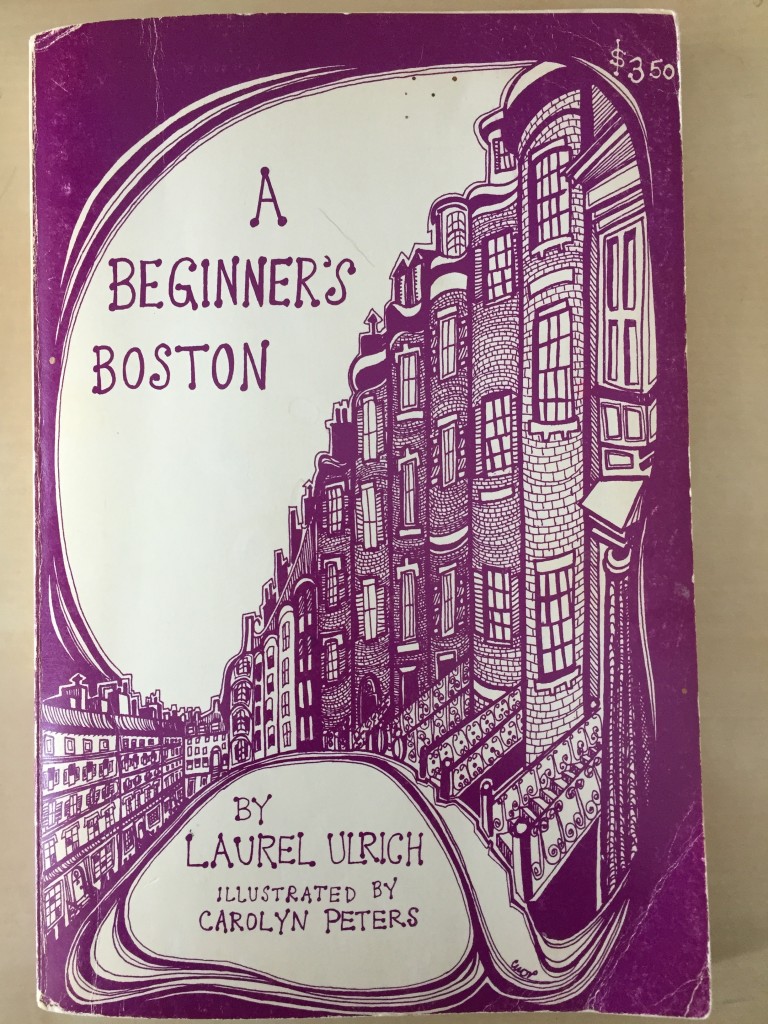 $3.50
A
BEGINNER'S
BOSTON
BY
LAUREL ULRICH
ILLUSTRATED BY
CAROLYN PETERS